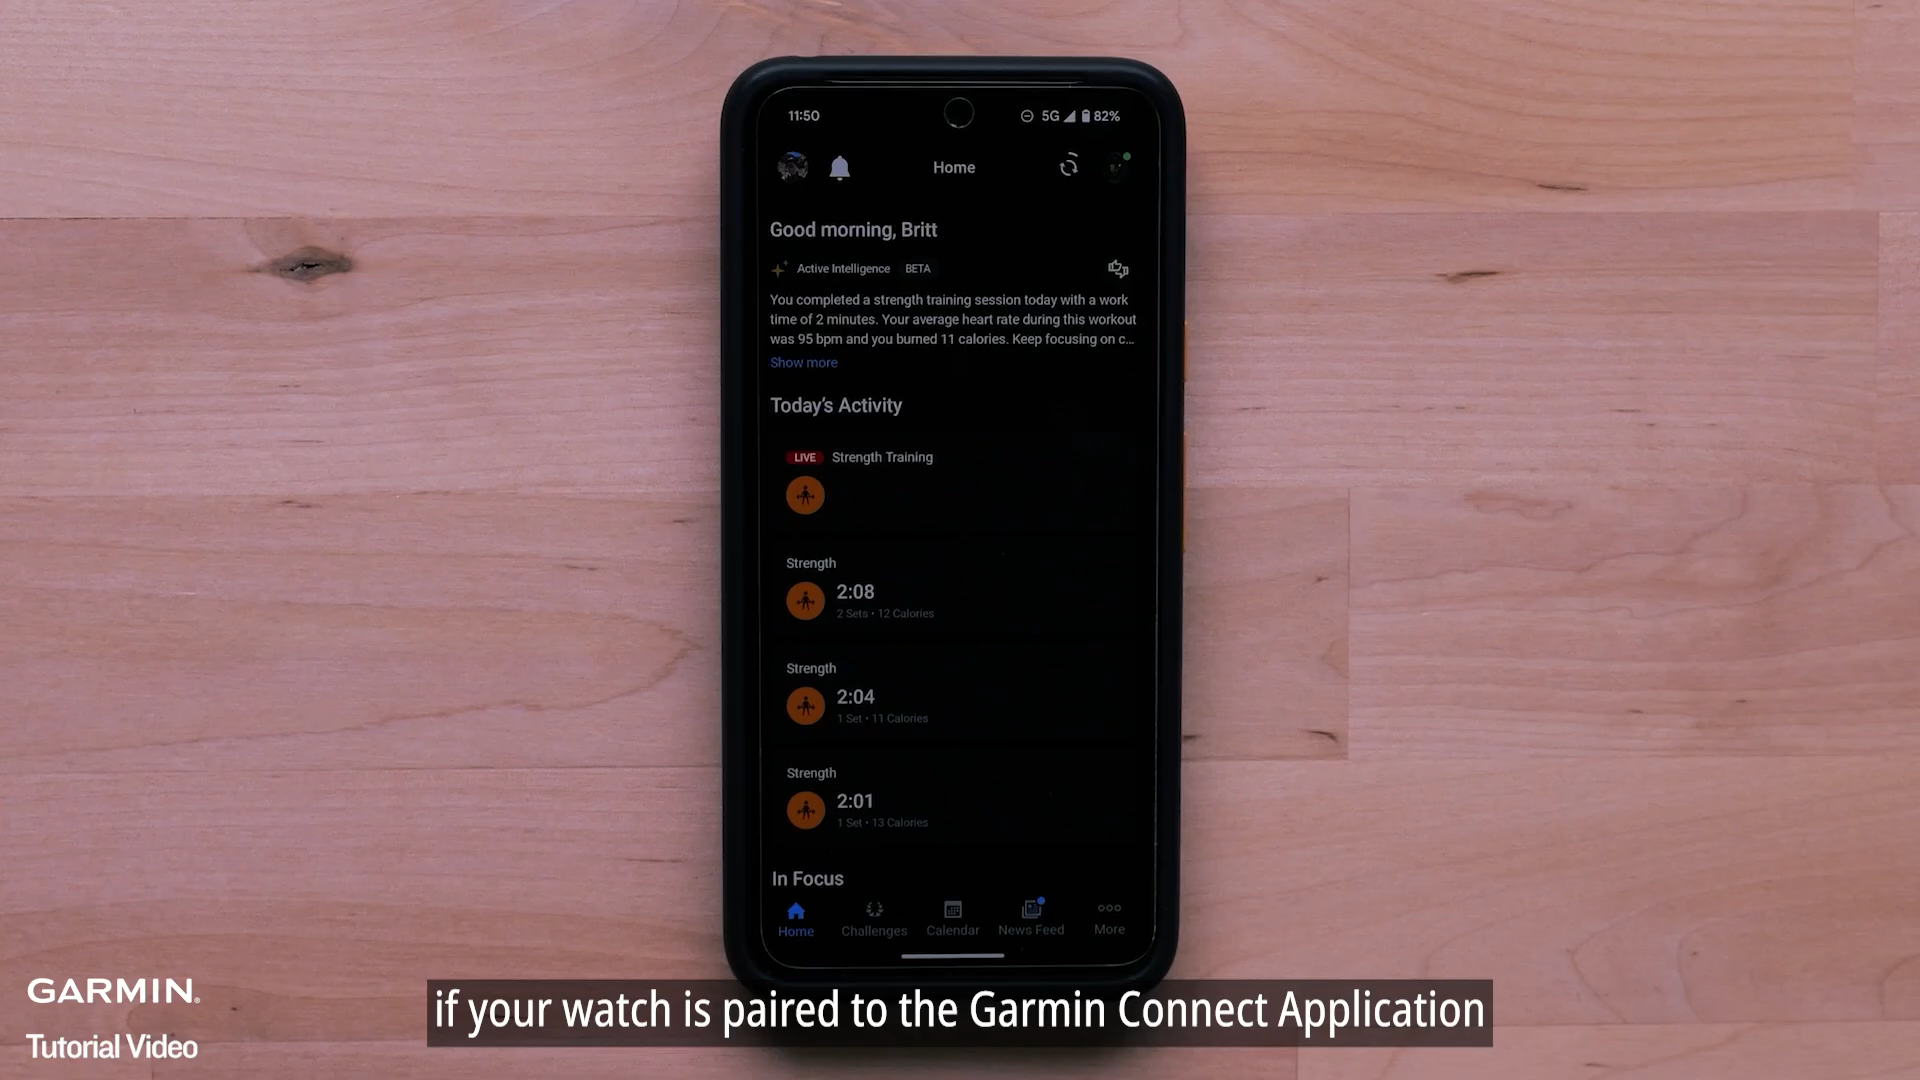 11:50
5G 82%
Home
Good morning, Britt
Active Intelligence BETA
You completed a strength training session today with a work
time of 2 minutes. Your average heart rate during this workout
was 95 bpm and you burned 11 calories. Keep focusing on c...
Show more
Today's Activity
LIVE Strength Training
Strength
2:08
2 Sets • 12 Calories
Strength
2:04
1 Set • 11 Calories
Strength
2:01
1 Set • 13 Calories
In Focus
Home Challenges Calendar News Feed More
GARMIN®
Tutorial Video
if your watch is paired to the Garmin Connect Application